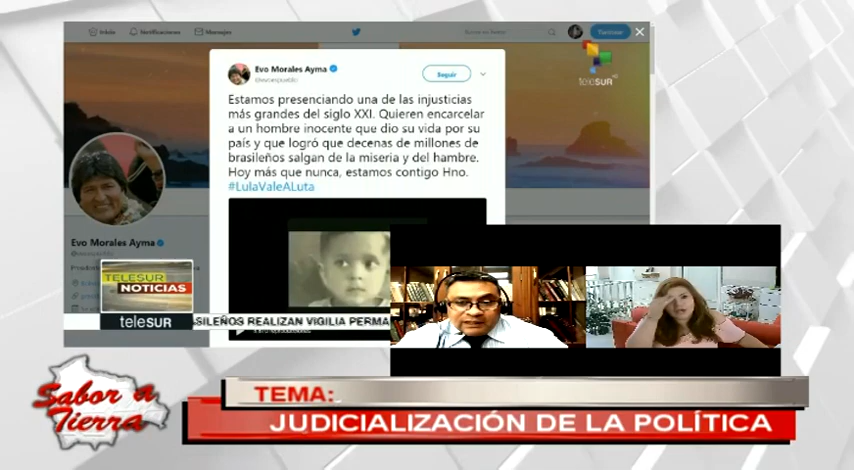 Inicio
Notificaciones
Mensajes
Evo Morales Ayma
Seguir
teleSUR
Estamos presenciando una de las injusticias
más grandes del siglo XXI. Quieren encarcelar
a un hombre inocente que dio su vida por su
país y que logró que decenas de millones de
brasileños salgan de la miseria y del hambre.
Hoy más que nunca, estamos contigo Hno.
#LulaValeALuta
Evo Morales Ayma
TELESUR
NOTICIAS
teleSUR
SILEÑOS REALIZAN VIGILIA PERMA
Sabor a
Tierra
TEMA:
JUDICIALIZACIÓN DE LA POLÍTICA